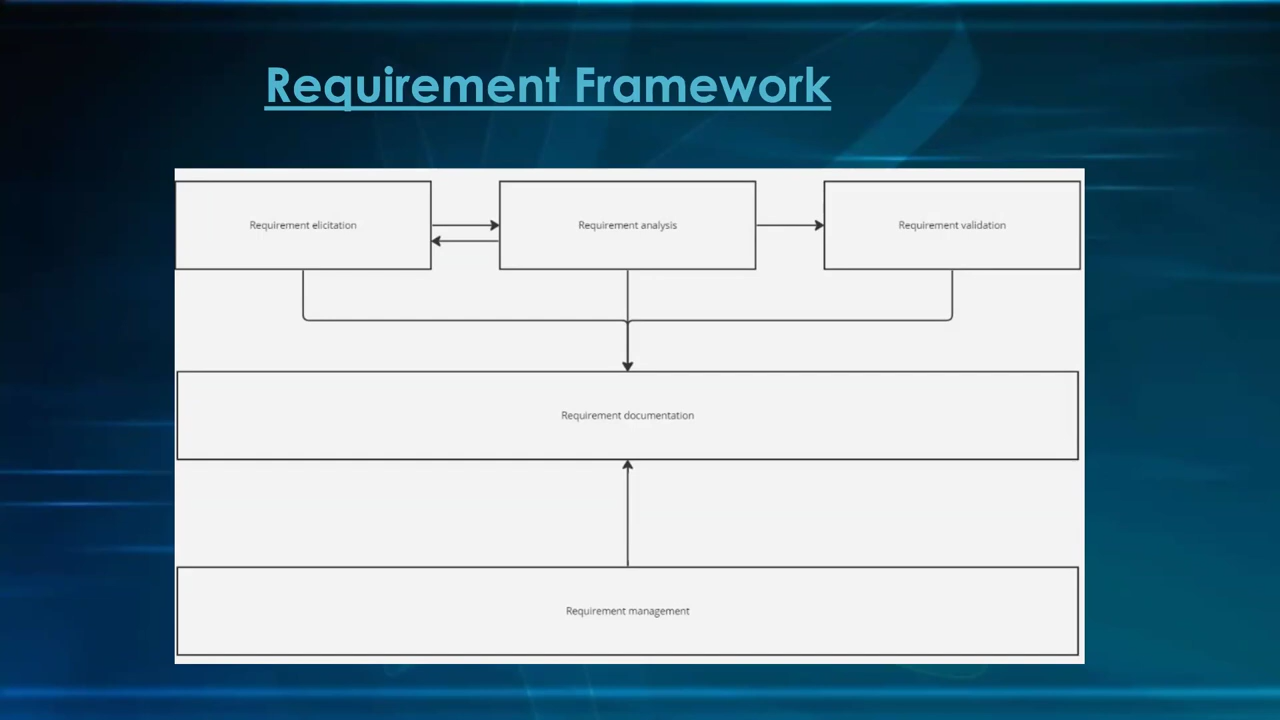 Requirement Framework
Requirement elicitation
Requirement analysis
Requirement validation
Requirement documentation
Requirement management